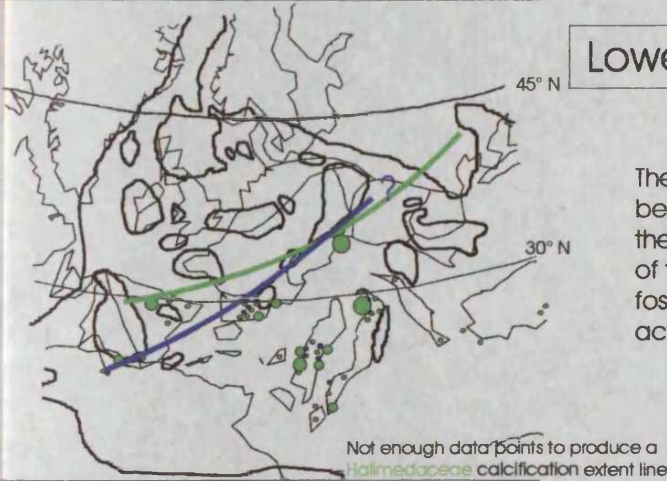 Lowe
45° N
The
be
the
30° N
of t
fos
ac
?
Not enough data points to produce a
Halimedaceae calcification extent line